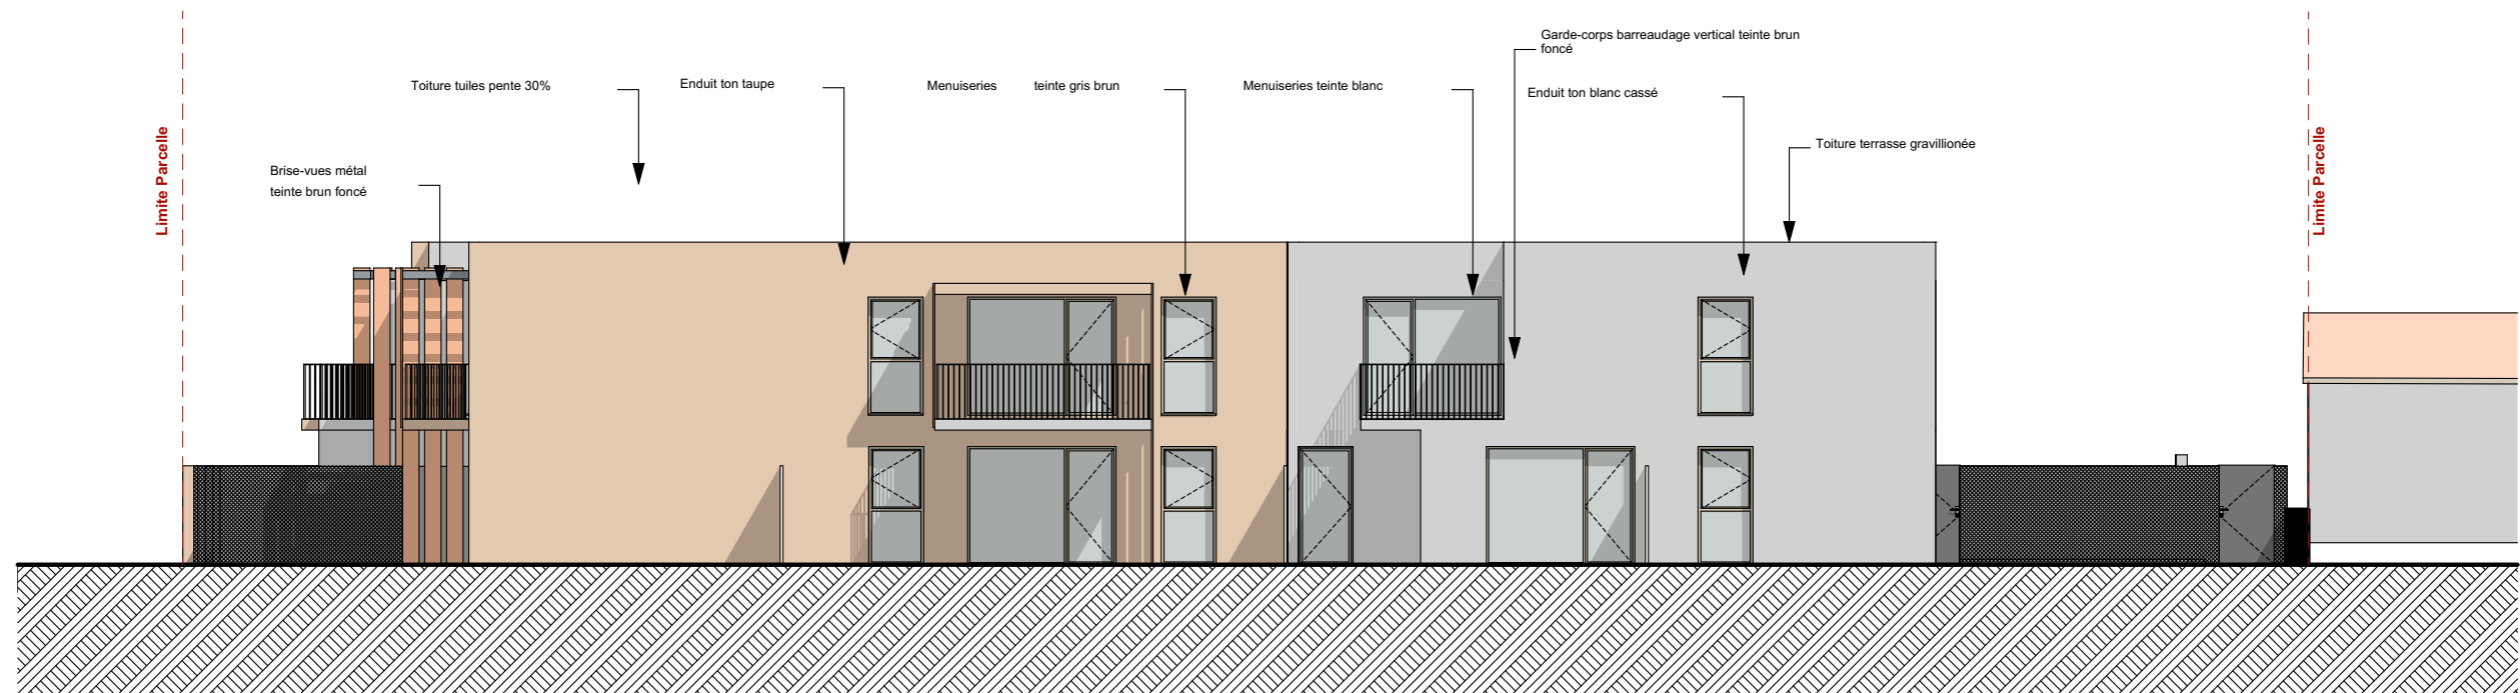 Garde-corps barreaudage vertical teinte brun
foncé
Toiture tuiles pente 30%
Enduit ton taupe
Menuiseries teinte gris brun
Menuiseries teinte blanc
Enduit ton blanc cassé
Toiture terrasse gravillionée
Brise-vues métal
teinte brun foncé
Limite Parcelle
Limite Parcelle